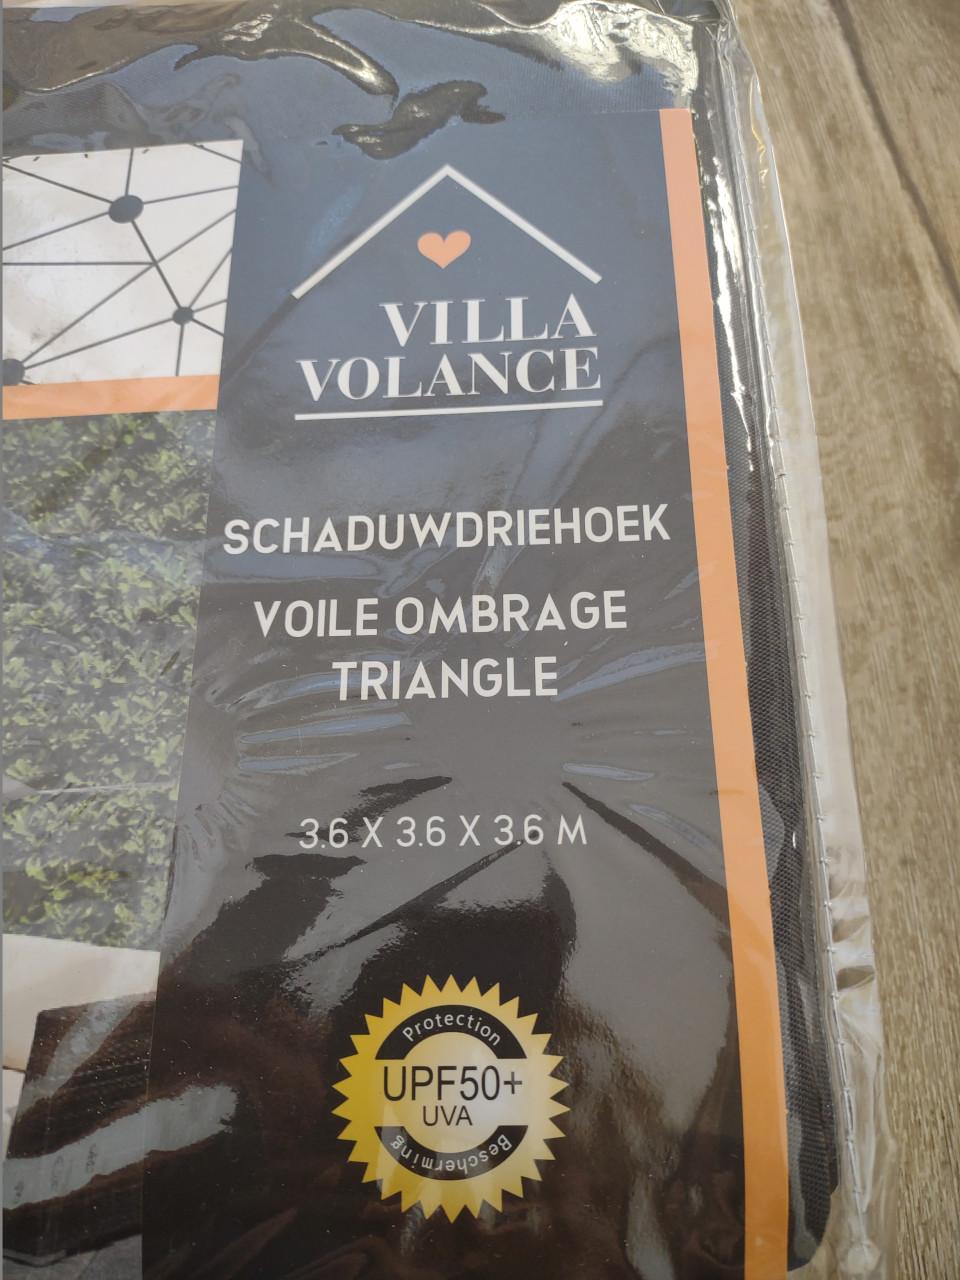 VILLA
VOLANCE
SCHADUWDRIEHOEK
VOILE OMBRAGE
TRIANGLE
3.6 X 3.6 X 3.6 M
Protection
UPF50+
UVA
Bescherming